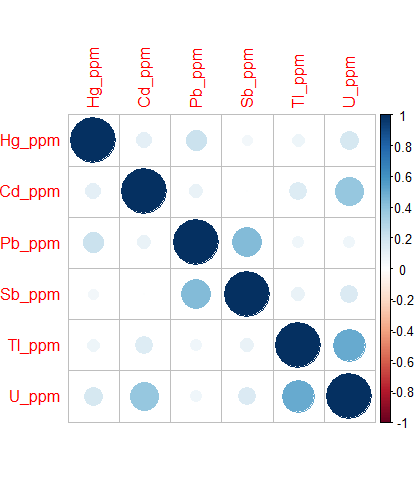 Hg_ppm
Cd_ppm
Pb_ppm
Sb_ppm
Tl_ppm
U_ppm
Hg_ppm
Cd_ppm
Pb_ppm
Sb_ppm
Tl_ppm
U_ppm
1
0.8
0.6
0.4
0.2
0
-0.2
-0.4
-0.6
-0.8
-1